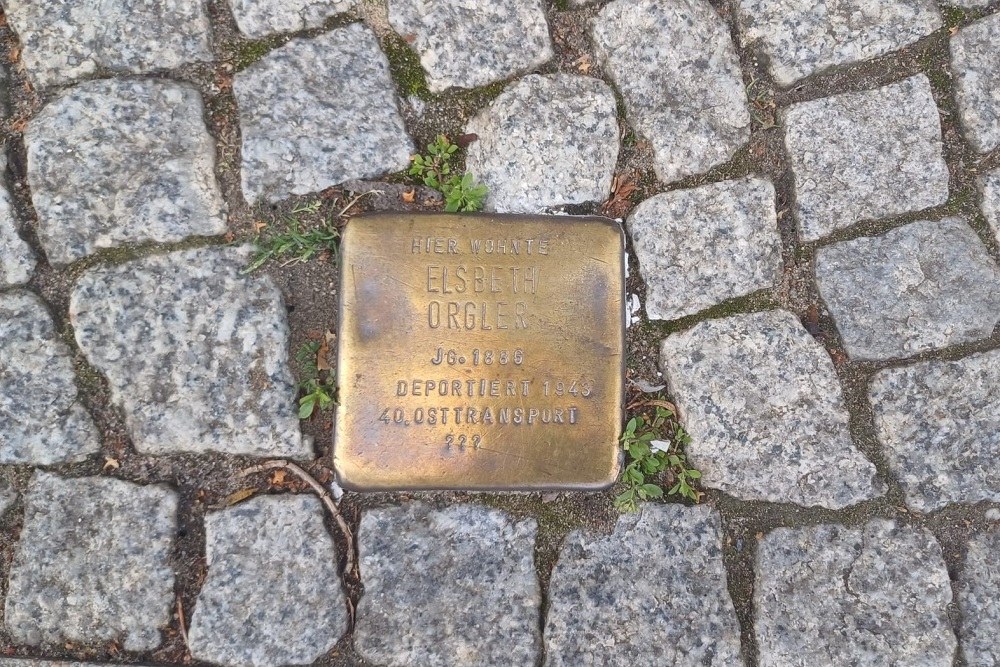 HIER WOHNTE
ELSBETH
ORGLER
JG. 1886
DEPORTIERT 1943
40. OSTTRANSPORT
???